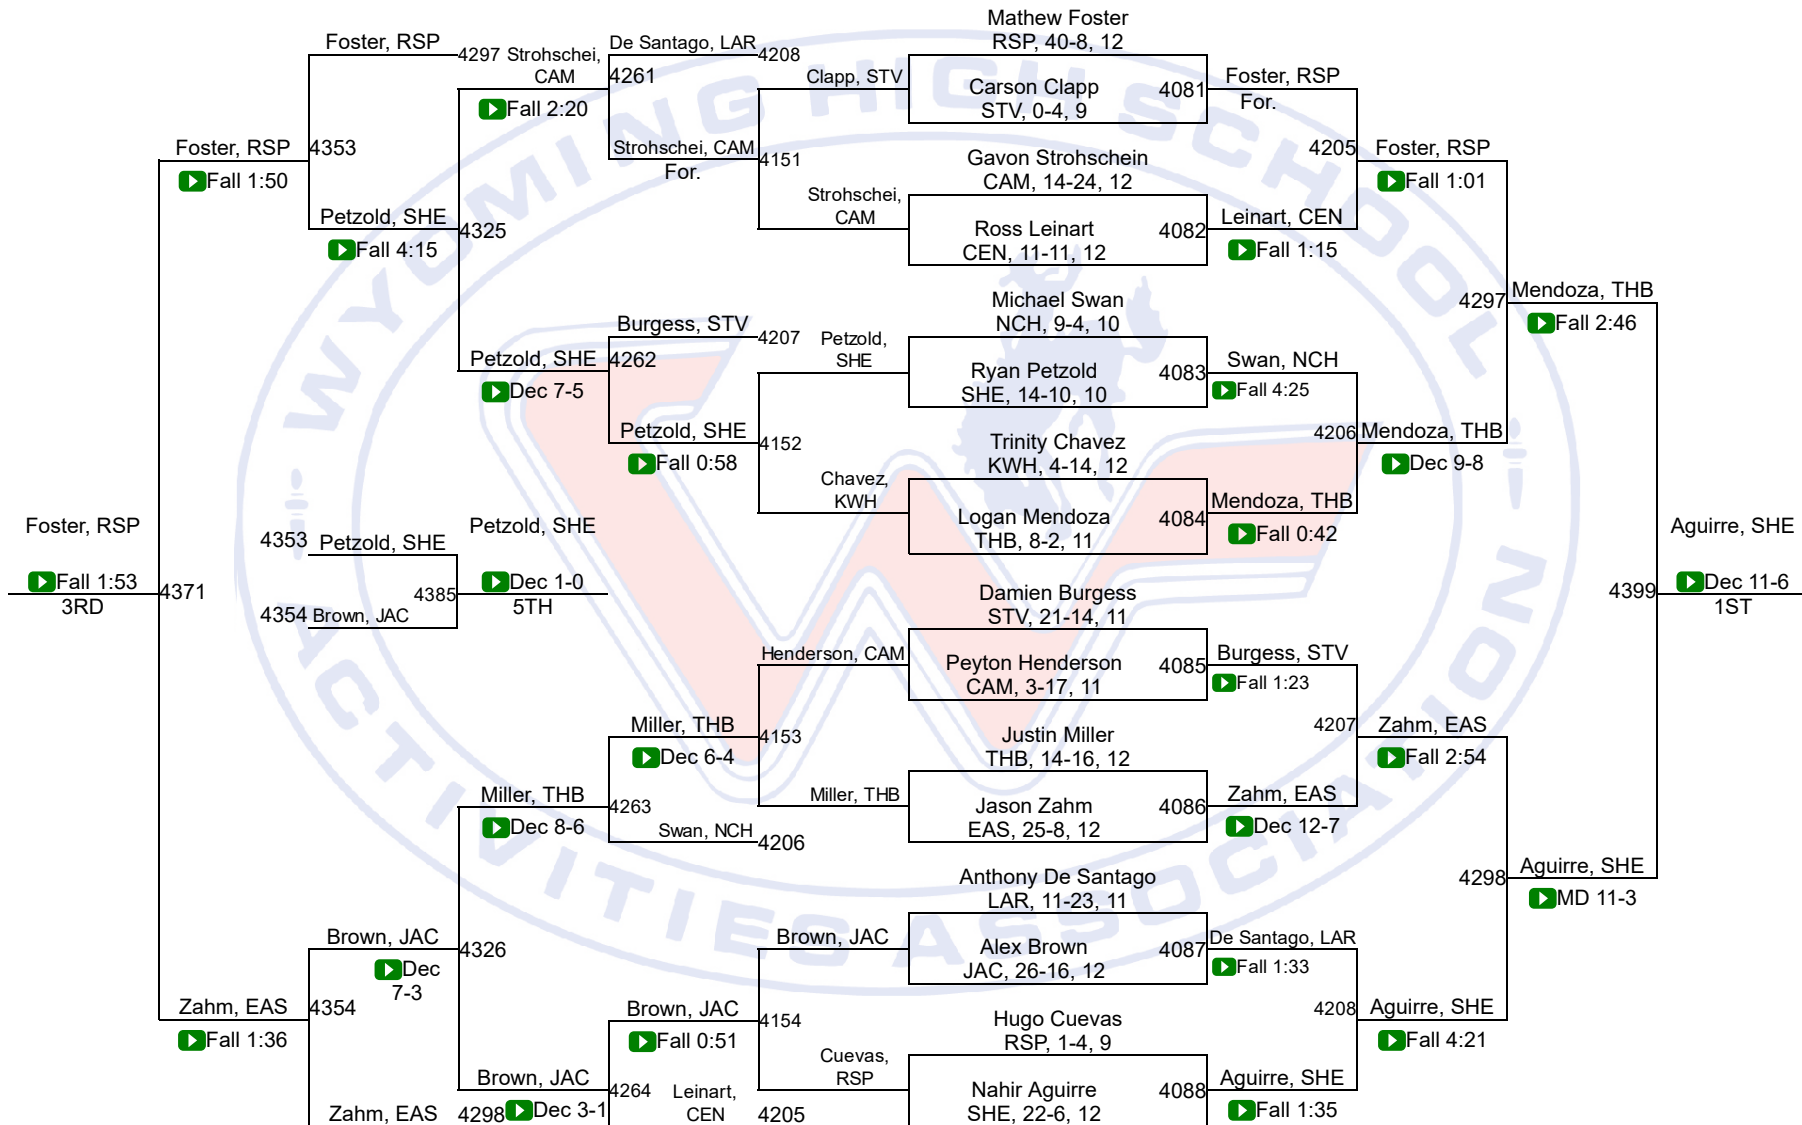 Mathew Foster
RSP, 40-8, 12
Foster, RSP
4297
Strohschei,
CAM
De Santago, LAR
4208
4261
Clapp, STV
Carson Clapp
STV, 0-4, 9
4081
Foster, RSP
For.
Fall 2:20
Foster, RSP
4353
Fall 1:50
Strohschei, CAM
For.
4151
Gavon Strohschein
CAM, 14-24, 12
4205
Foster, RSP
Fall 1:01
Strohschei,
CAM
Petzold, SHE
4325
Fall 4:15
Ross Leinart
CEN, 11-11, 12
4082
Leinart, CEN
Fall 1:15
Michael Swan
NCH, 9-4, 10
4297
Mendoza, THB
Fall 2:46
Burgess, STV
4207
Petzold,
SHE
Petzold, SHE
4262
Dec 7-5
Ryan Petzold
SHE, 14-10, 10
4083
Swan, NCH
Fall 4:25
Petzold, SHE
4152
Fall 0:58
Trinity Chavez
KWH, 4-14, 12
4206
Mendoza, THB
Dec 9-8
Chavez,
KWH
Logan Mendoza
THB, 8-2, 11
4084
Mendoza, THB
Fall 0:42
Foster, RSP
Fall 1:53
3RD
4371
4353
Petzold, SHE
4354
Brown, JAC
4385
Petzold, SHE
Dec 1-0
5TH
Aguirre, SHE
4399
Dec 11-6
1ST
Damien Burgess
STV, 21-14, 11
Henderson, CAM
Peyton Henderson
CAM, 3-17, 11
4085
Burgess, STV
Fall 1:23
Miller, THB
4153
Dec 6-4
Justin Miller
THB, 14-16, 12
4207
Zahm, EAS
Fall 2:54
Miller, THB
4263
Dec 8-6
Miller, THB
Jason Zahm
EAS, 25-8, 12
4086
Zahm, EAS
Dec 12-7
Swan, NCH
4206
Anthony De Santago
LAR, 11-23, 11
4298
Aguirre, SHE
MD 11-3
Brown, JAC
4326
Dec
7-3
Brown, JAC
Alex Brown
JAC, 26-16, 12
4087
De Santago, LAR
Fall 1:33
Zahm, EAS
4354
Fall 1:36
Brown, JAC
4154
Fall 0:51
Hugo Cuevas
RSP, 1-4, 9
4208
Aguirre, SHE
Fall 4:21
Cuevas,
RSP
Brown, JAC
4264
Dec 3-1
Leinart,
CEN
4205
Nahir Aguirre
SHE, 22-6, 12
4088
Aguirre, SHE
Fall 1:35
Zahm, EAS
4298
WYOMING HIGH SCHOOL
ACTIVITIES ASSOCIATION